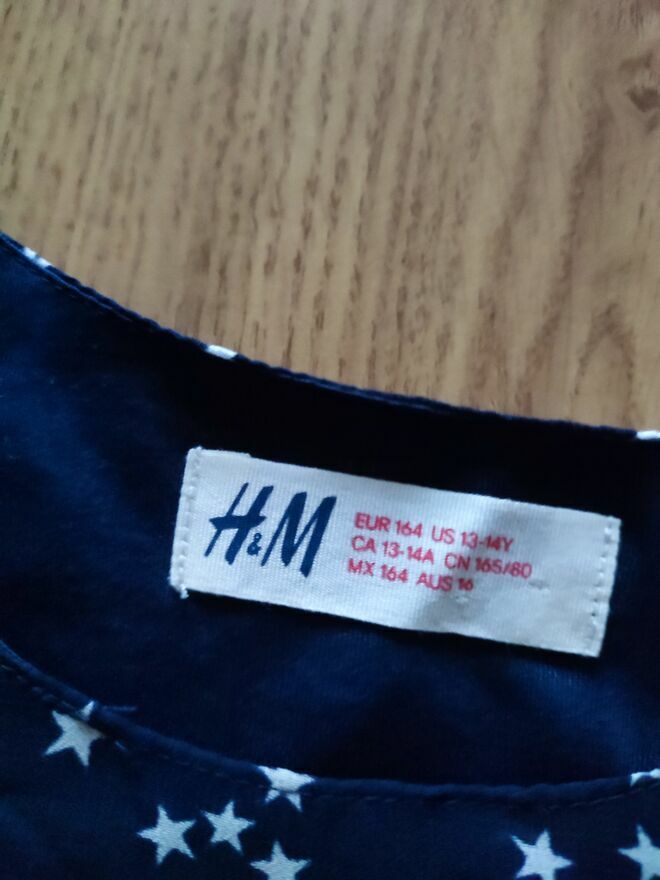 H&M
EUR 164 US 13-14Y
CA 13-14A CN 165/80
MX 164 AUS 16